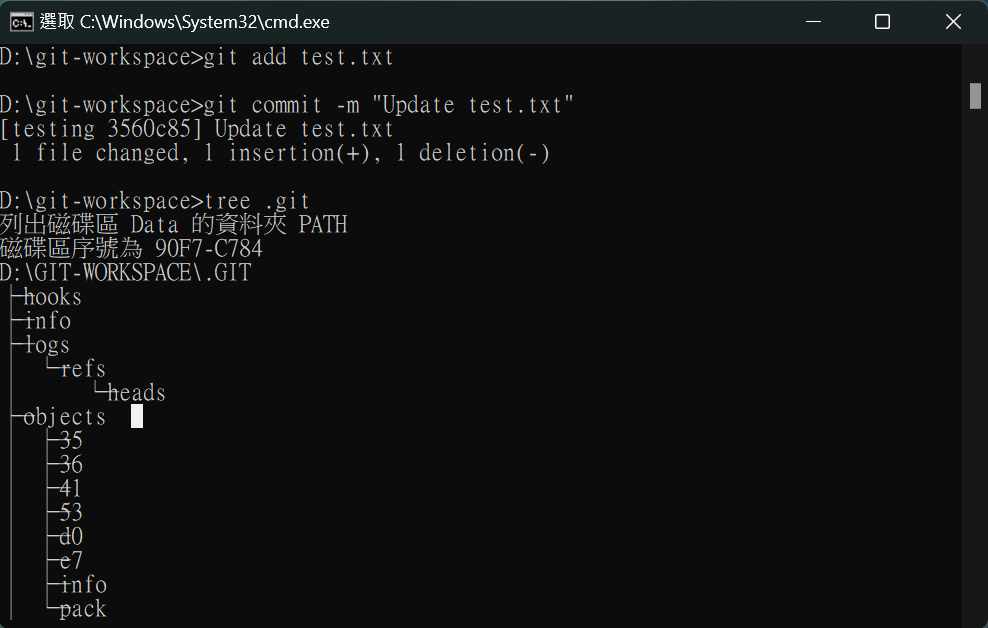 選取 C:\Windows\System32\cmd.exe
D:\git-workspace>git add test.txt
D:\git-workspace>git commit -m "Update test.txt"
[testing 3560c85] Update test.txt
 1 file changed, 1 insertion(+), 1 deletion(-)
D:\git-workspace>tree .git
列出磁碟區 Data 的資料夾 PATH
磁碟區序號為 90F7-C784
D:\GIT-WORKSPACE\.GIT
├─hooks
├─info
├─logs
│  └─refs
│      └─heads
├─objects
│  ├─35
│  ├─36
│  ├─41
│  ├─53
│  ├─d0
│  ├─e7
│  ├─info
│  └─pack